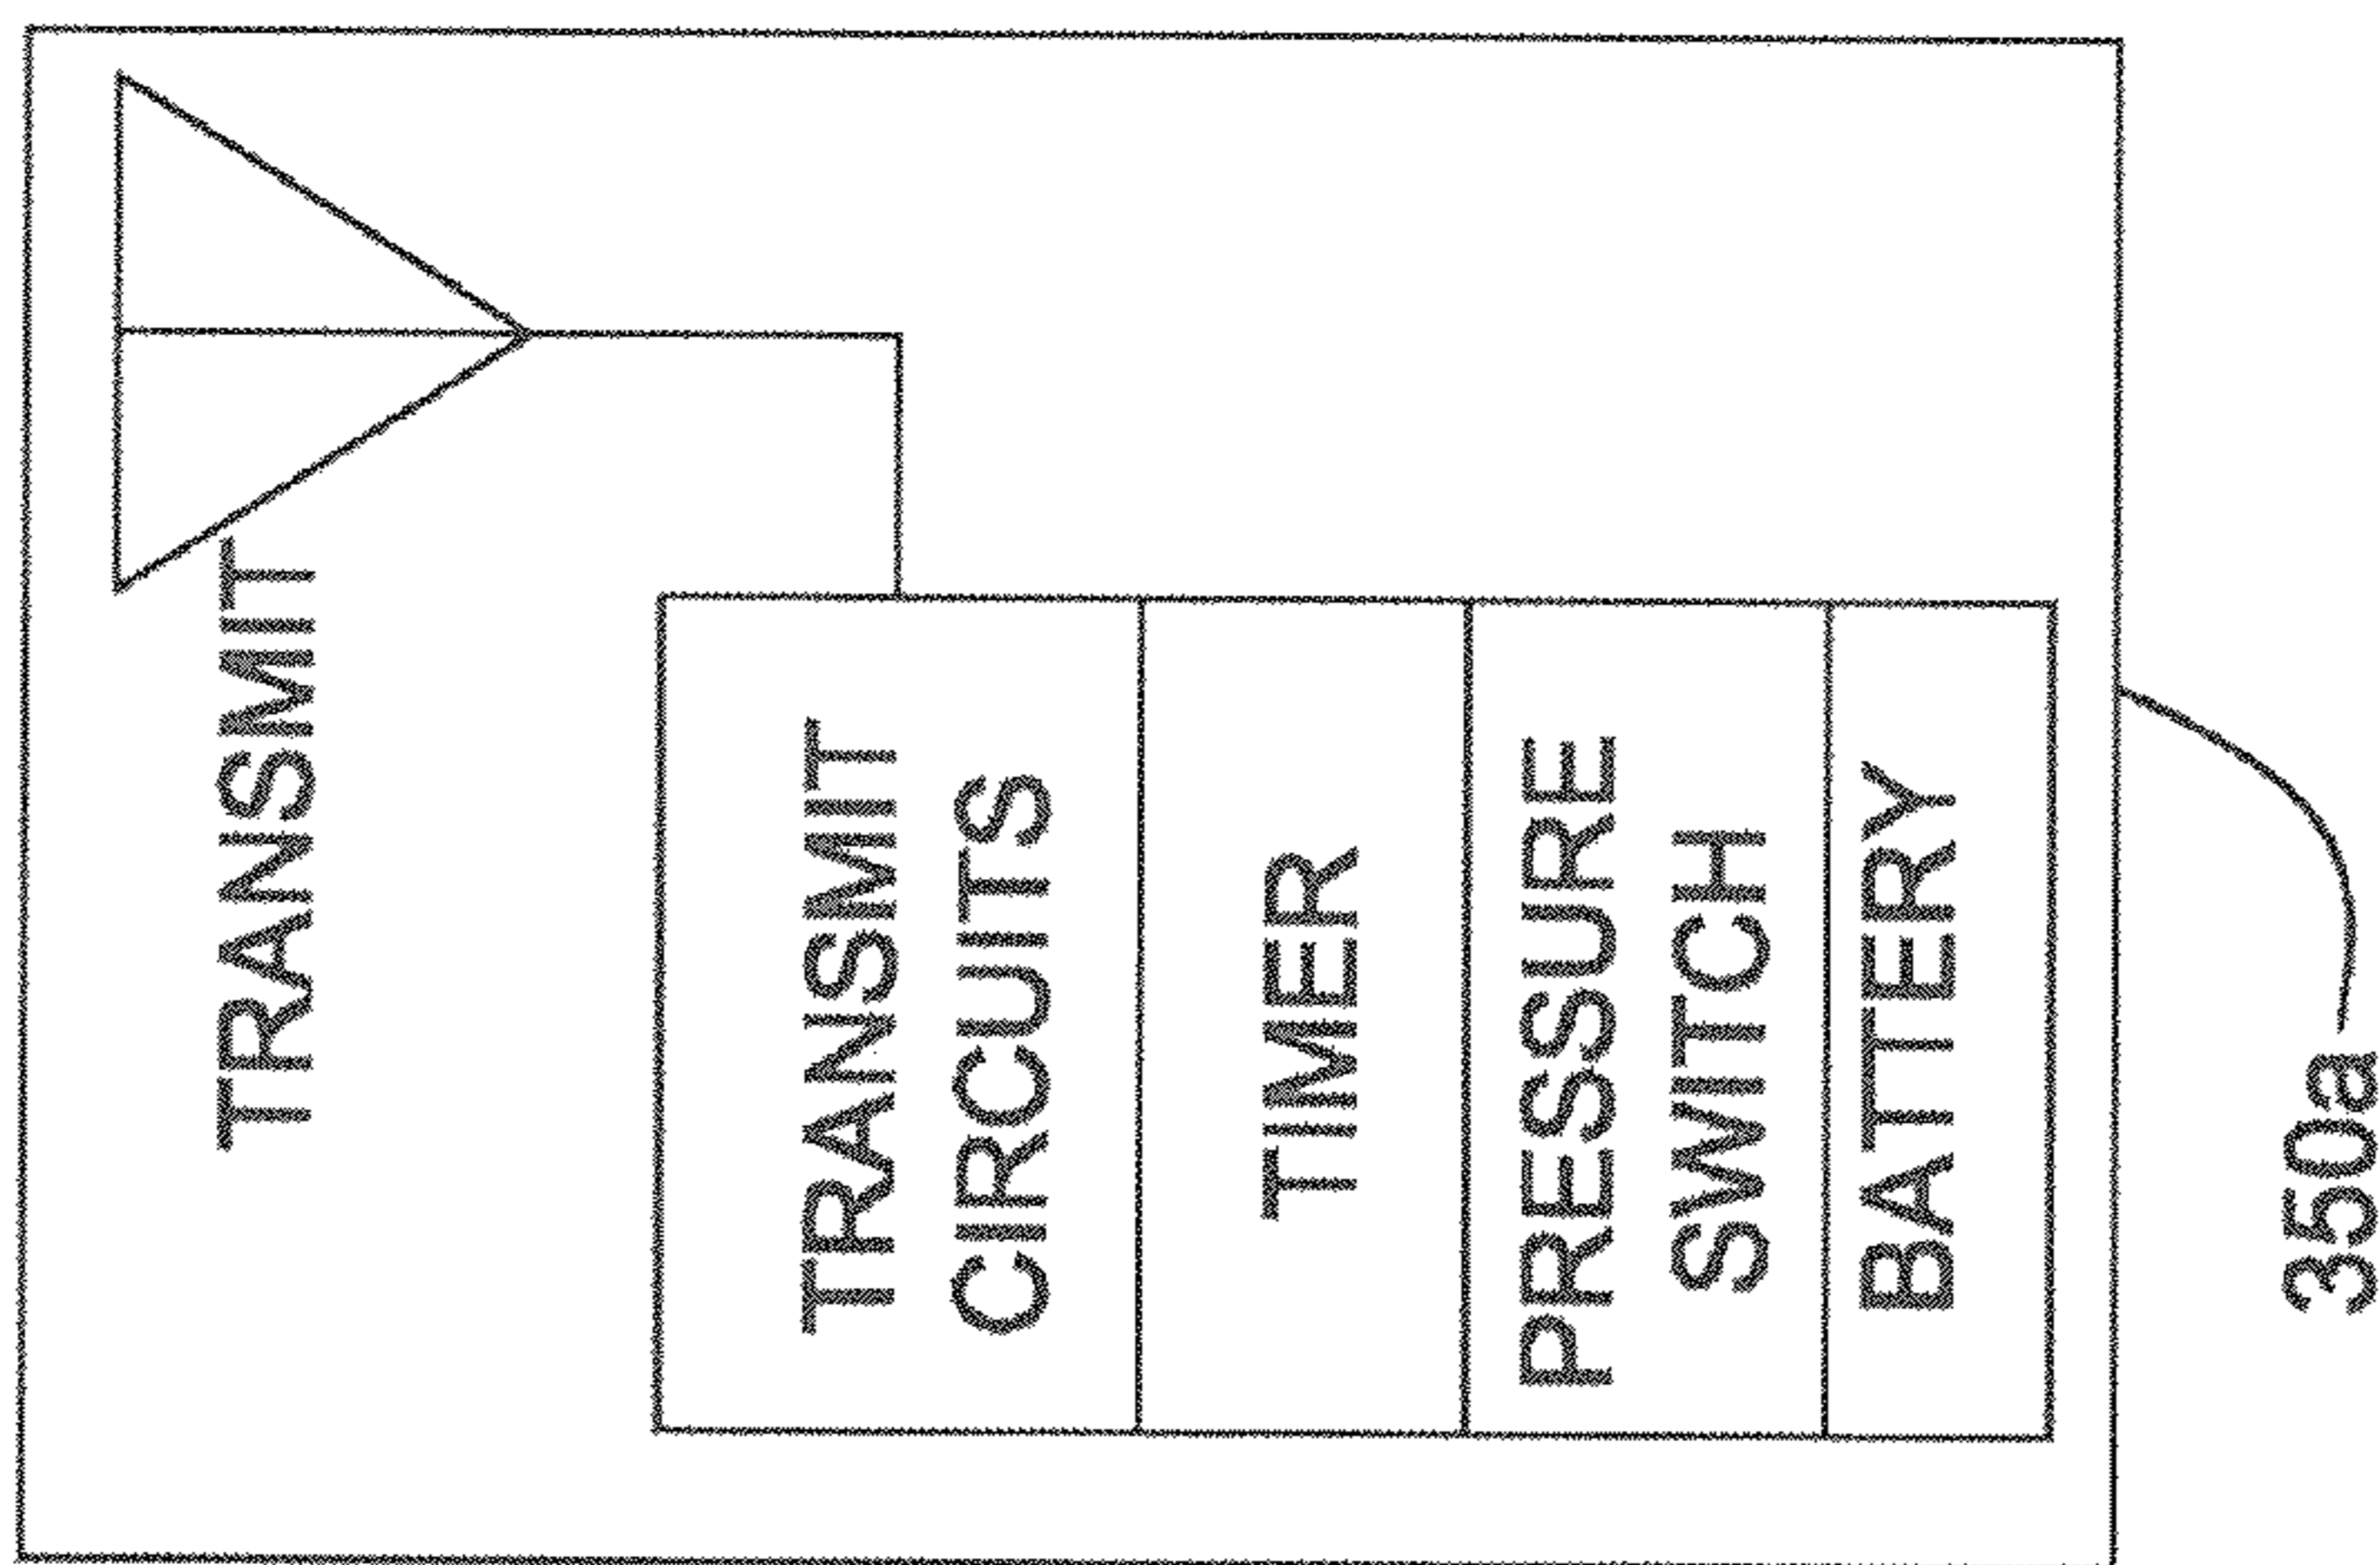 TRANSMIT
TRANSMIT
CIRCUITS
TIMER
PRESSURE
SWITCH
BATTERY
350a